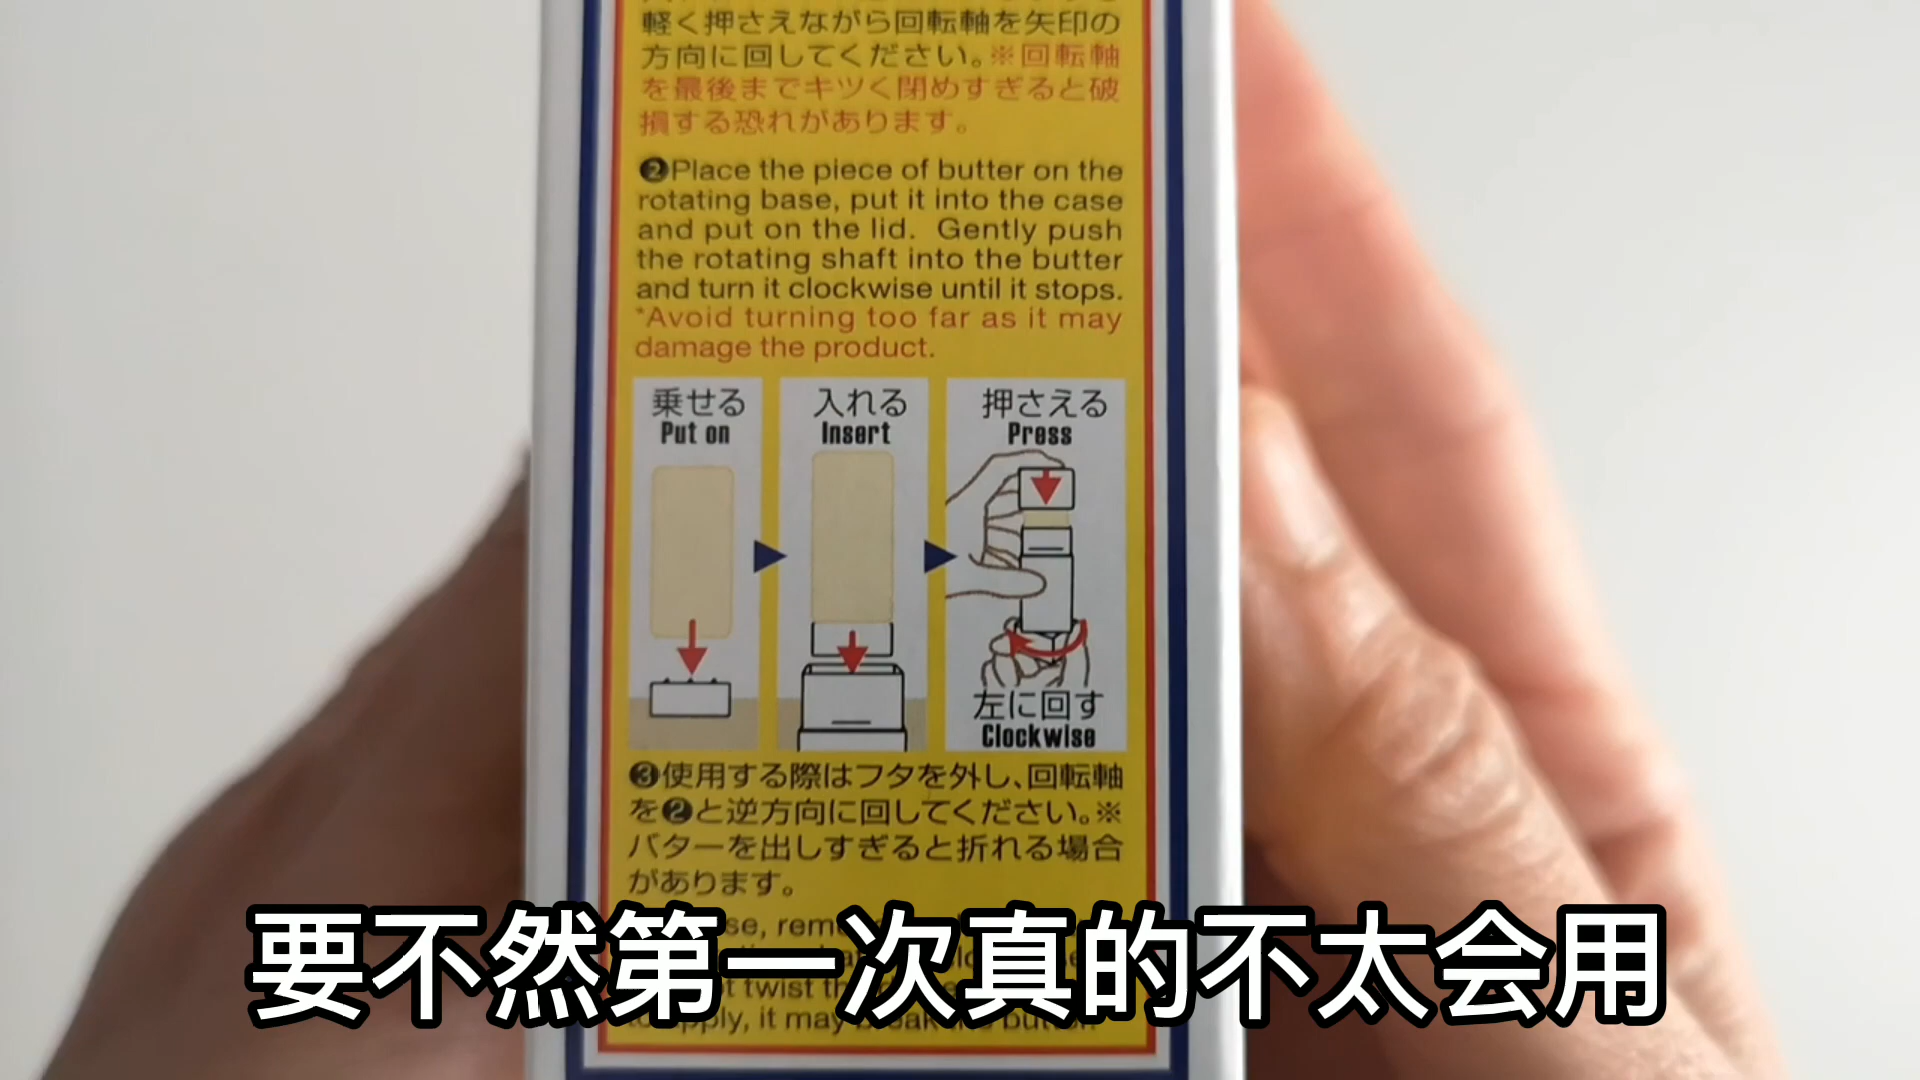 軽く押さえながら回転軸を矢印の
方向に回してください。※回転軸
を最後までキツく閉めすぎると破
損する恐れがあります。
❷Place the piece of butter on the
rotating base, put it into the case
and put on the lid. Gently push
the rotating shaft into the butter
and turn it clockwise until it stops.
*Avoid turning too far as it may
damage the product.
乗せる
Put on
入れる
Insert
押さえる
Press
左に回す
Clockwise
❸使用する際はフタを外し、回転軸
を❷と逆方向に回してください。※
バターを出しすぎると折れる場合
があります。
twist
it may
要不然第一次真的不太会用